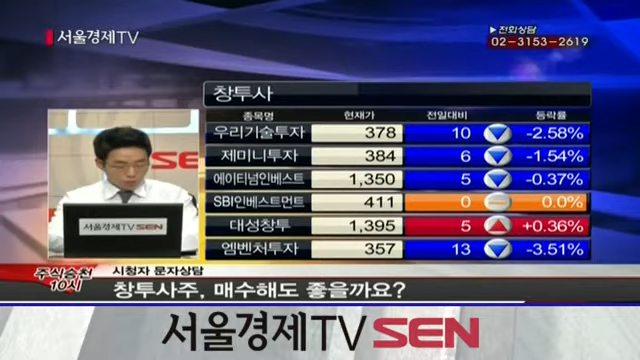 서울경제TV
▶전화상담
02-3153-2619
창투사
종목명 현재가 전일대비 등락률
우리기술투자 378 10 -2.58%
제미니투자 384 6 -1.54%
에이티넘인베스트 1,350 5 -0.37%
SBI인베스트먼트 411 0 0.0%
대성창투 1,395 5 +0.36%
엠벤처투자 357 13 -3.51%
SEN
서울경제TV SEN
주식승천
10시
시청자 문자상담
창투사주, 매수해도 좋을까요?
서울경제TV SEN